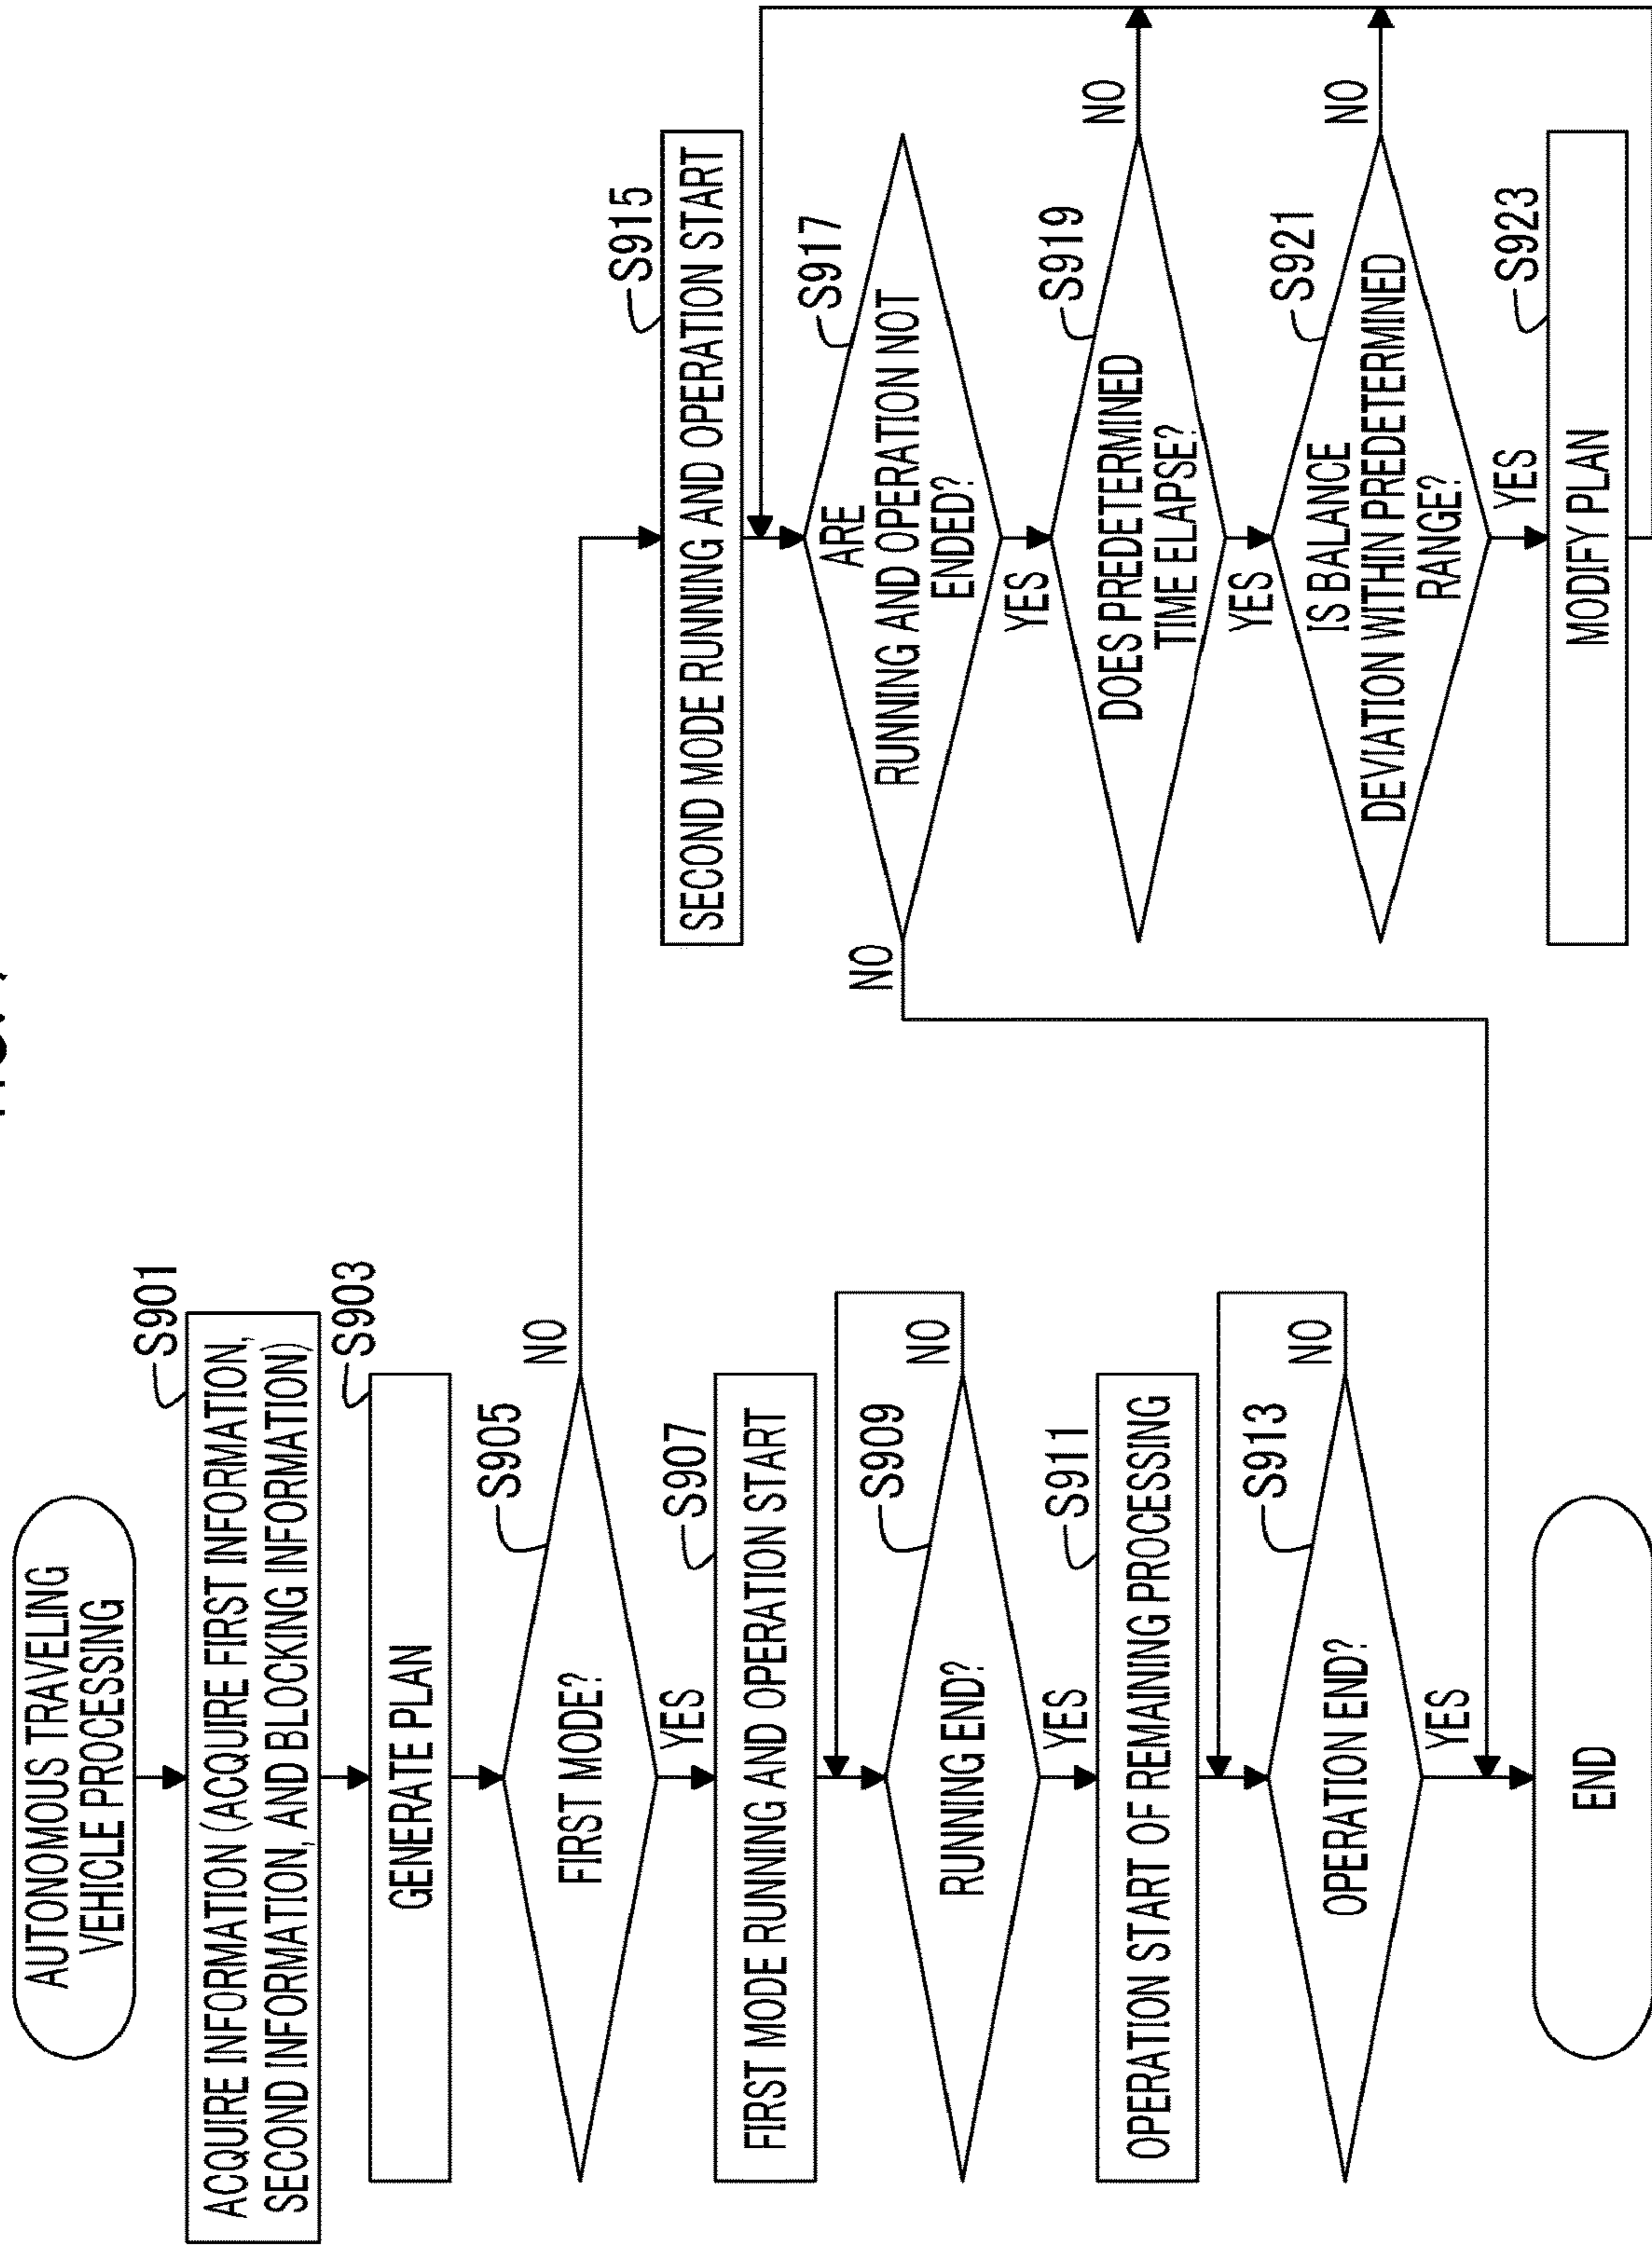 AUTONOMOUS TRAVELING
VEHICLE PROCESSING
S901
ACQUIRE INFORMATION (ACQUIRE FIRST INFORMATION,
SECOND INFORMATION, AND BLOCKING INFORMATION)
S903
GENERATE PLAN
S905
FIRST MODE?
NO
YES
S907
FIRST MODE RUNNING AND OPERATION START
S909
RUNNING END?
NO
YES
S911
OPERATION START OF REMAINING PROCESSING
S913
OPERATION END?
NO
YES
END
S915
SECOND MODE RUNNING AND OPERATION START
S917
ARE
RUNNING AND OPERATION NOT
ENDED?
NO
YES
S919
DOES PREDETERMINED
TIME ELAPSE?
NO
YES
S921
IS BALANCE
DEVIATION WITHIN PREDETERMINED
RANGE?
NO
YES
S923
MODIFY PLAN